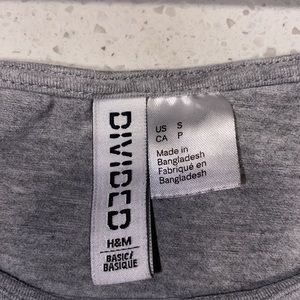 DIVIDED
H&M
BASIC/
BASIQUE
US S
CA P
Made in
Bangladesh
Fabriqué en
Bangladesh